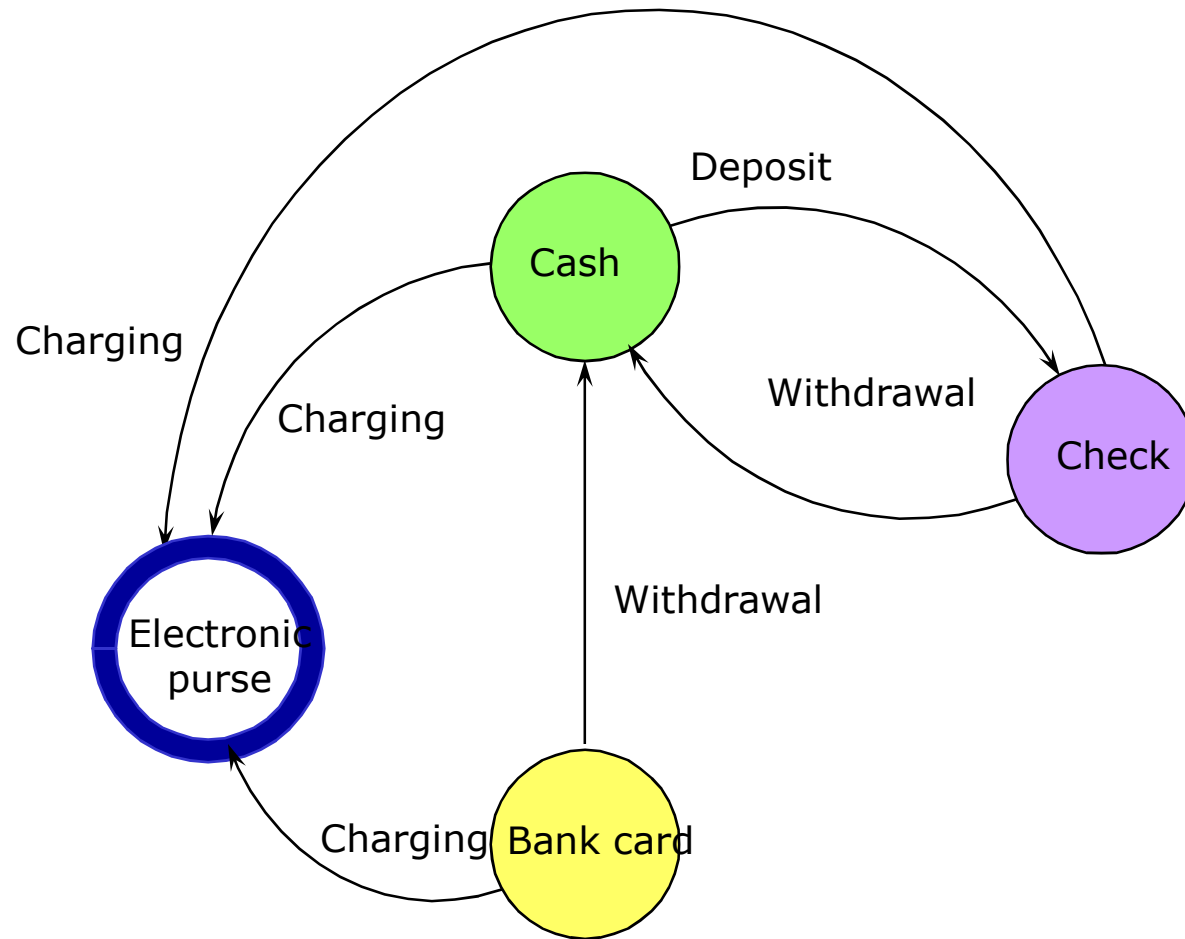 Deposit
Cash
Charging
Withdrawal
Charging
Check
Withdrawal
Electronic
purse
Charging
Bank card